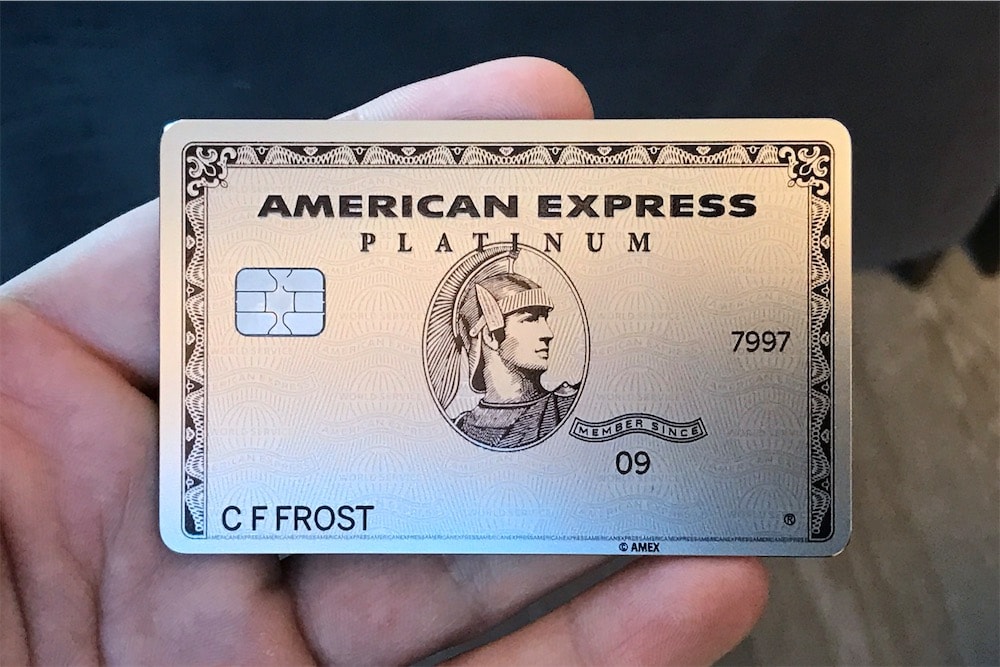 AMERICAN EXPRESS
PLATINUM
7997
MEMBER SINCE
09
C F FROST
®
© AMEX